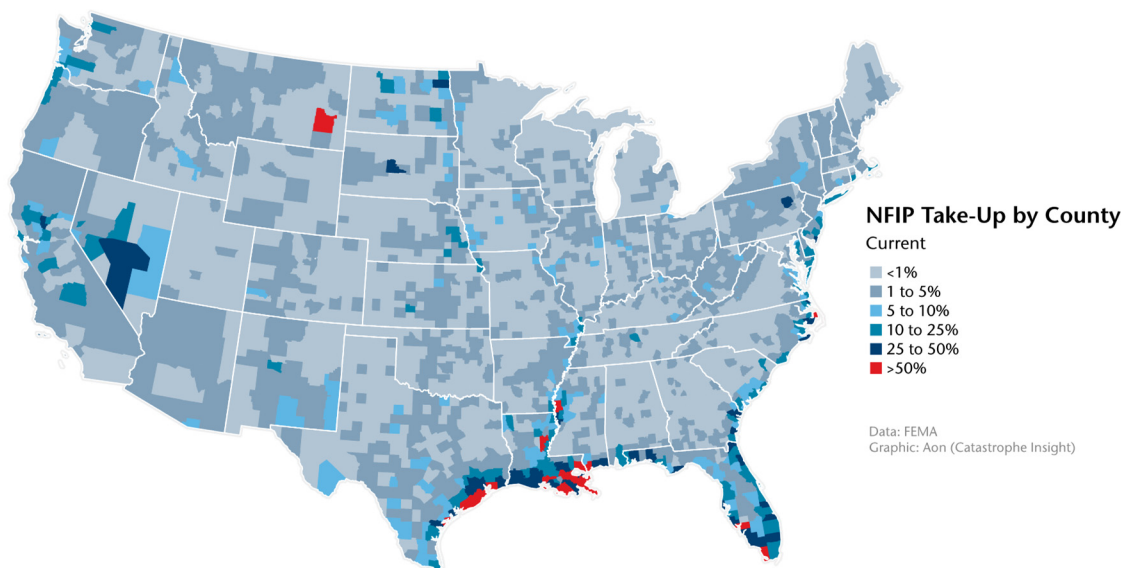 NFIP Take-Up by County
Current
<1%
1 to 5%
5 to 10%
10 to 25%
25 to 50%
>50%
Data: FEMA
Graphic: Aon (Catastrophe Insight)